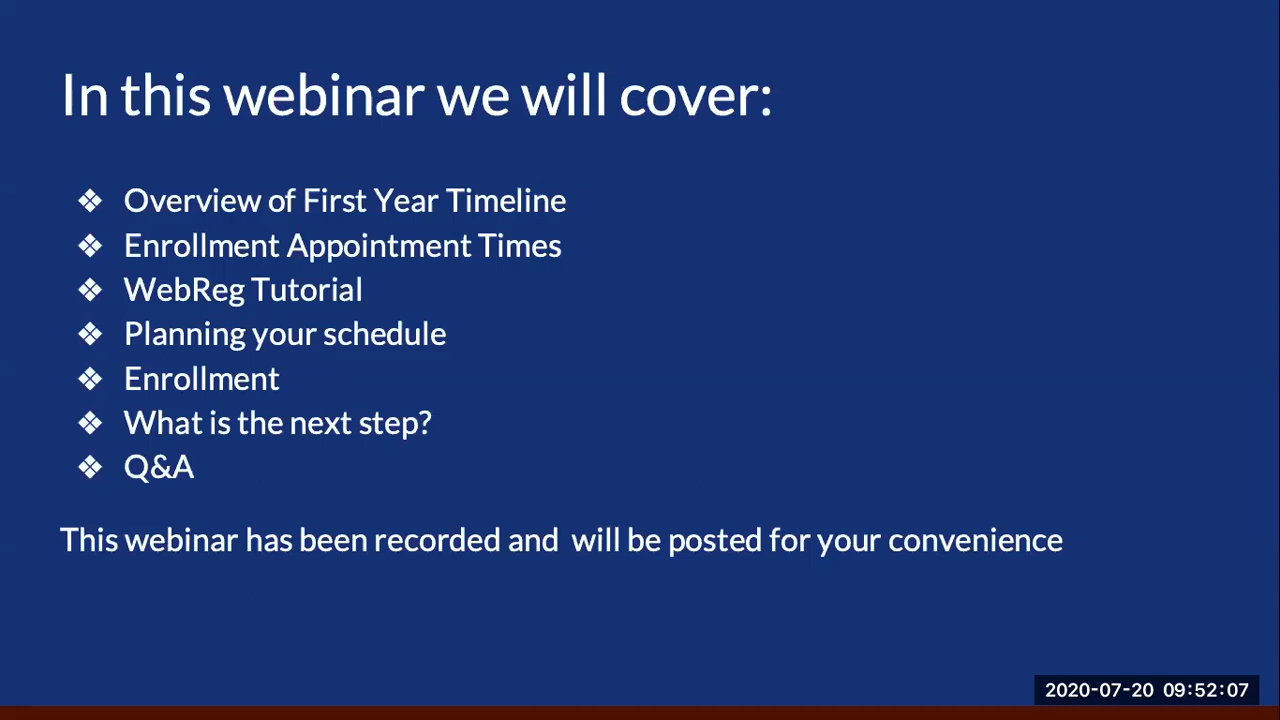 In this webinar we will cover:
❖ Overview of First Year Timeline
❖ Enrollment Appointment Times
❖ WebReg Tutorial
❖ Planning your schedule
❖ Enrollment
❖ What is the next step?
❖ Q&A
This webinar has been recorded and  will be posted for your convenience
2020-07-20 09:52:07